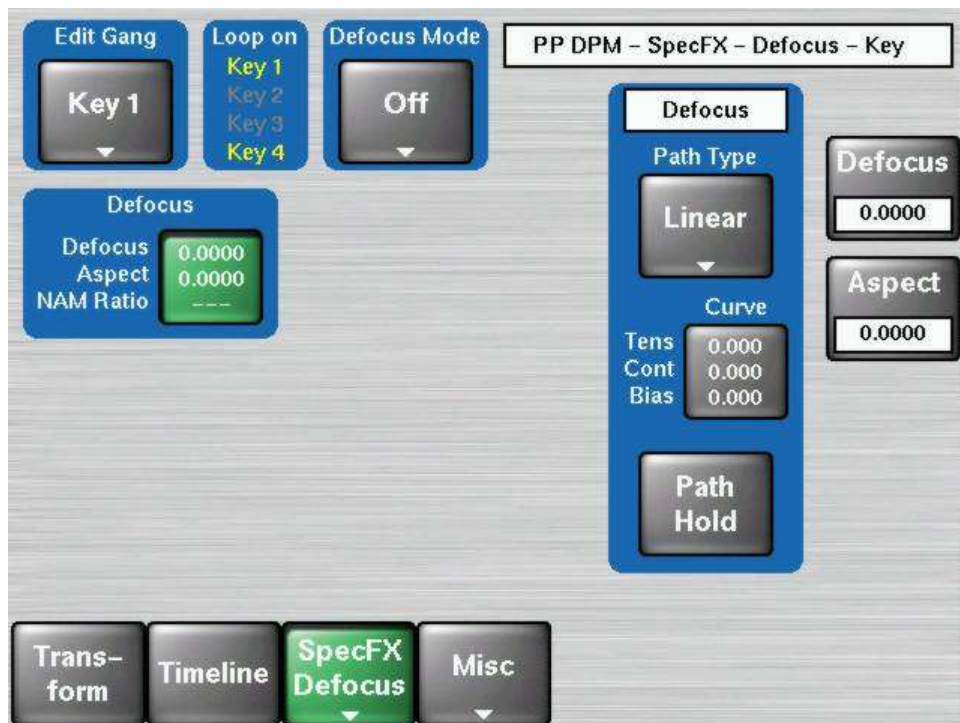 Edit Gang
Key 1
Loop on
Key 1
Key 2
Key 3
Key 4
Defocus Mode
Off
PP DPM – SpecFX – Defocus – Key
Defocus
Defocus 0.0000
Aspect 0.0000
NAM Ratio ---
Defocus
Path Type
Linear
Curve
Tens 0.000
Cont 0.000
Bias 0.000
Path
Hold
Defocus
0.0000
Aspect
0.0000
Trans–
form
Timeline
SpecFX
Defocus
Misc